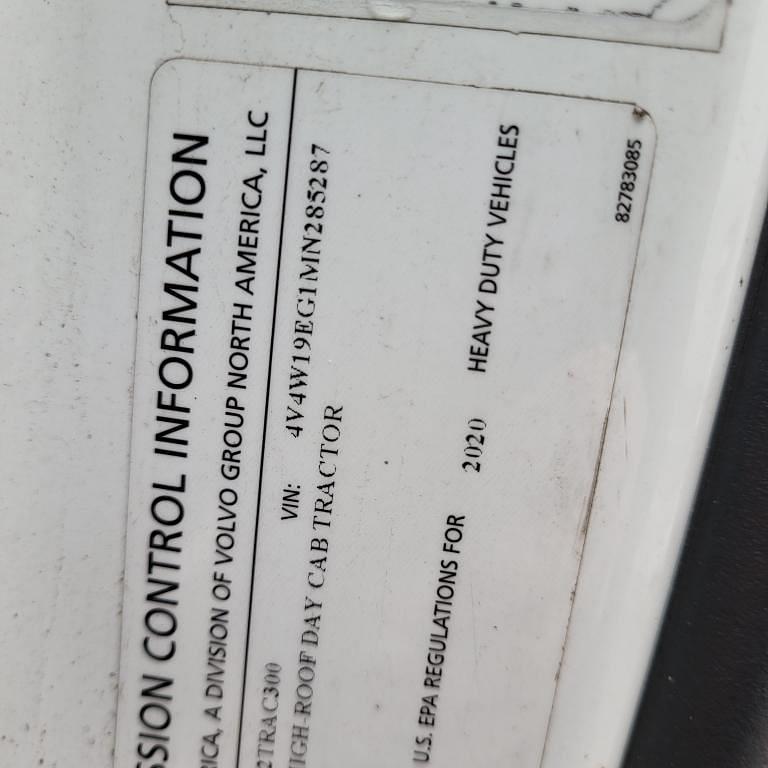 SSION CONTROL INFORMATION
RICA, A DIVISION OF VOLVO GROUP NORTH AMERICA, LLC
2TRAC300 VIN: 4V4W19EG1MN285287
IGH-ROOF DAY CAB TRACTOR
U.S. EPA REGULATIONS FOR 2020 HEAVY DUTY VEHICLES
82783085